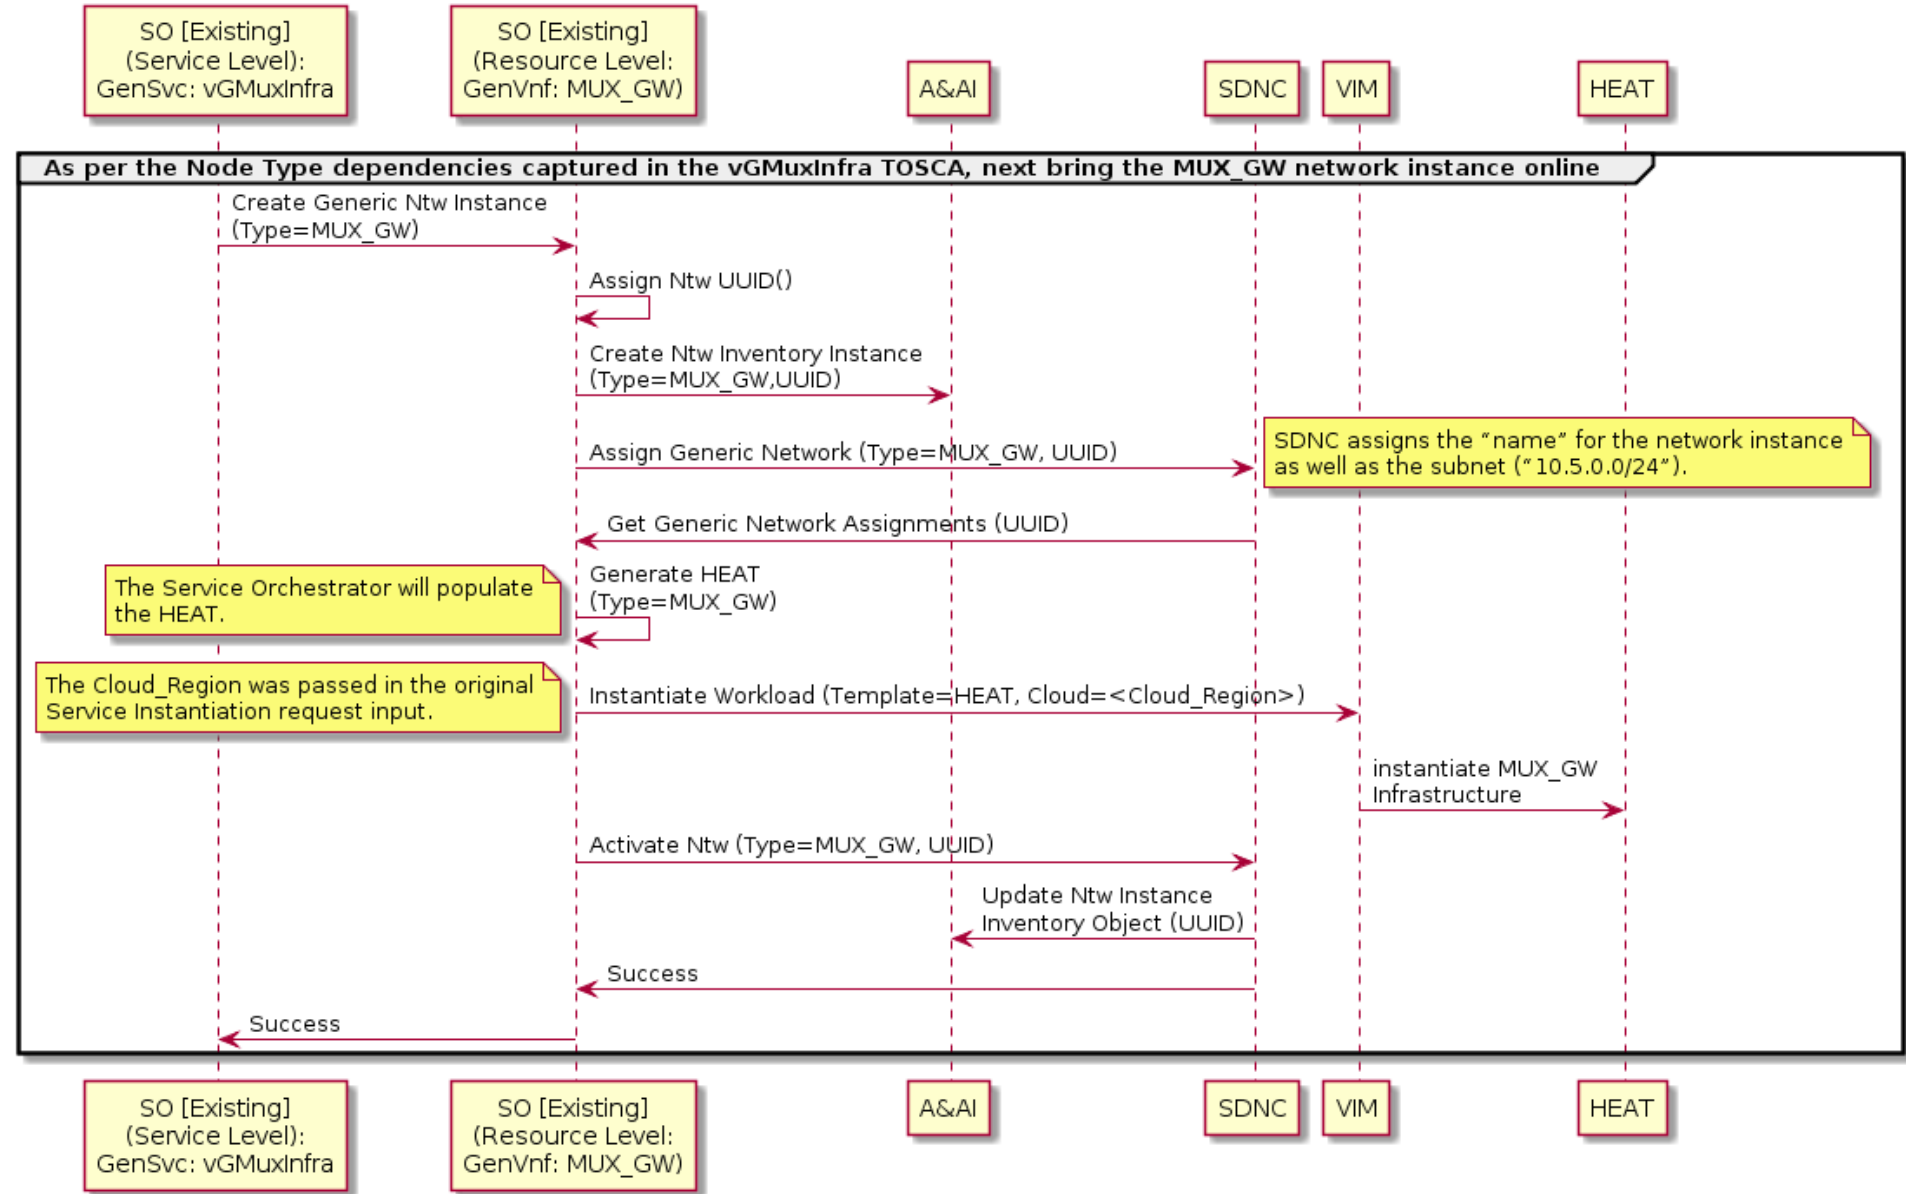 SO [Existing]
(Service Level):
GenSvc: vGMuxInfra
SO [Existing]
(Resource Level:
GenVnf: MUX_GW)
A&AI
SDNC
VIM
HEAT
As per the Node Type dependencies captured in the vGMuxInfra TOSCA, next bring the MUX_GW network instance online
Create Generic Ntw Instance
(Type=MUX_GW)
Assign Ntw UUID()
Create Ntw Inventory Instance
(Type=MUX_GW,UUID)
Assign Generic Network (Type=MUX_GW, UUID)
SDNC assigns the “name” for the network instance
as well as the subnet (“10.5.0.0/24”).
Get Generic Network Assignments (UUID)
The Service Orchestrator will populate
the HEAT.
Generate HEAT
(Type=MUX_GW)
The Cloud_Region was passed in the original
Service Instantiation request input.
Instantiate Workload (Template=HEAT, Cloud=<Cloud_Region>)
instantiate MUX_GW
Infrastructure
Activate Ntw (Type=MUX_GW, UUID)
Update Ntw Instance
Inventory Object (UUID)
Success
Success
SO [Existing]
(Service Level):
GenSvc: vGMuxInfra
SO [Existing]
(Resource Level:
GenVnf: MUX_GW)
A&AI
SDNC
VIM
HEAT